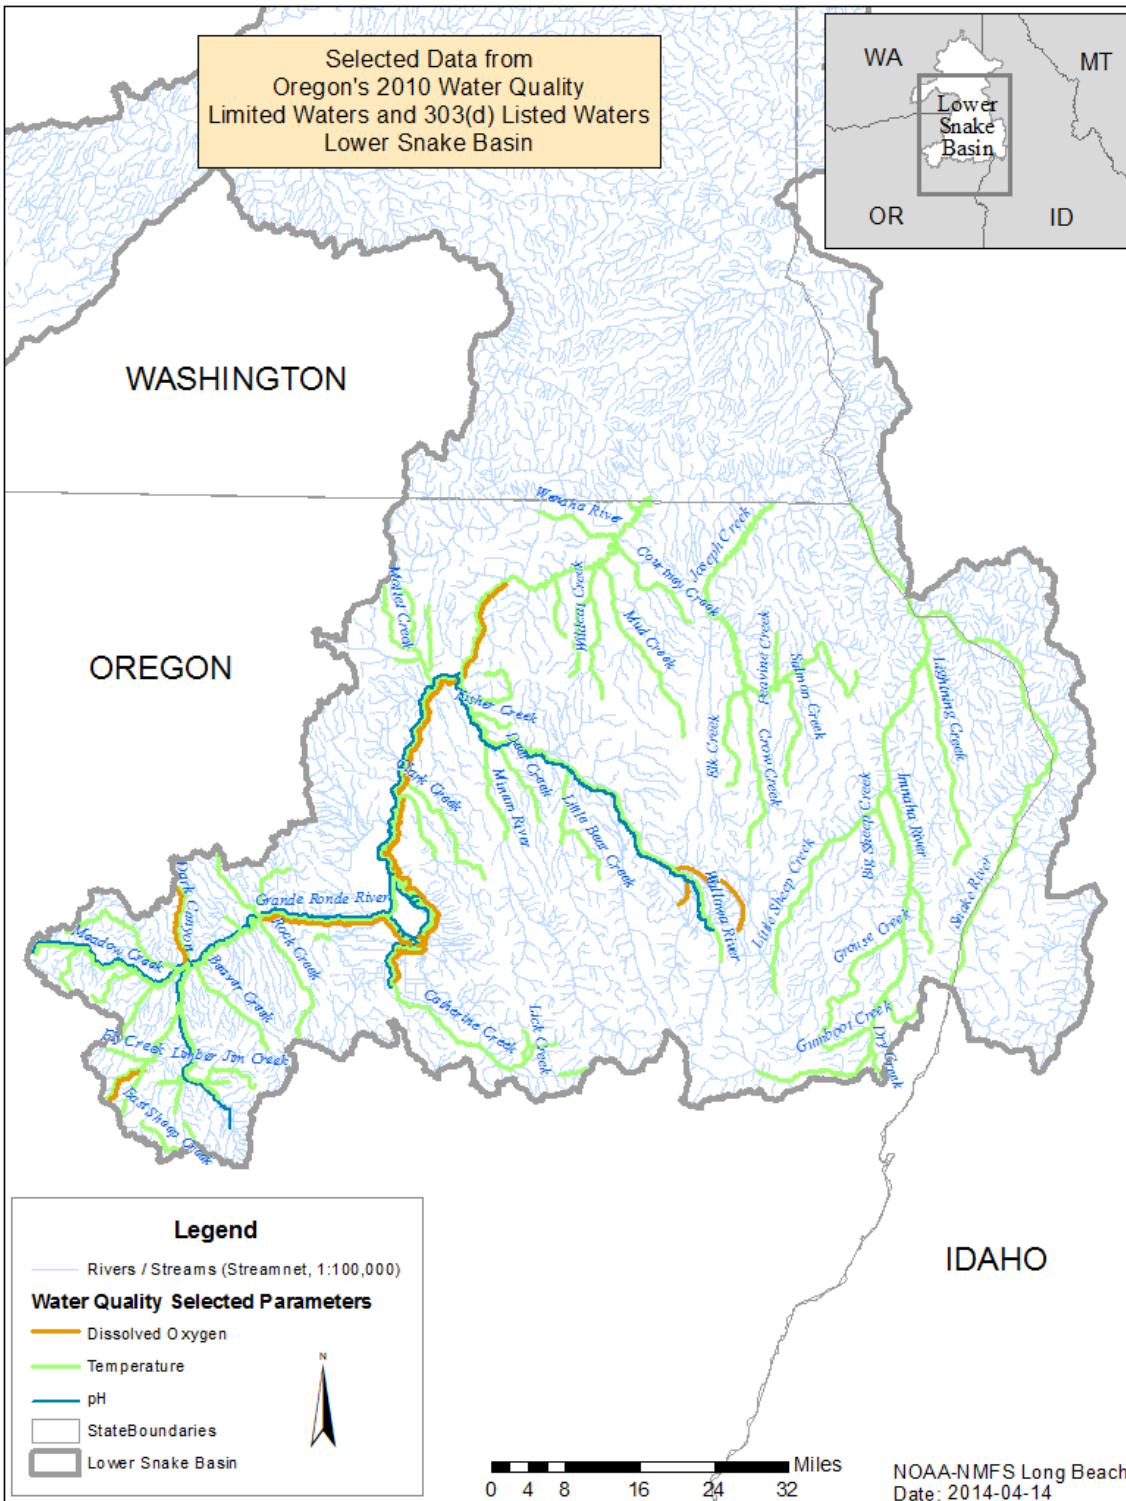 Selected Data from
Oregon's 2010 Water Quality
Limited Waters and 303(d) Listed Waters
Lower Snake Basin
WA
MT
Lower
Snake
Basin
OR
ID
WASHINGTON
OREGON
IDAHO
Wenaha River
Courtney Creek
Joseph Creek
Mottet Creek
Wildcat Creek
Mud Creek
Peavine Creek
Salmon Creek
Lightning Creek
Fisher Creek
Deer Creek
Elk Creek
Crow Creek
Clark Creek
Minam River
Little Bear Creek
Big Sheep Creek
Imnaha River
Little Sheep Creek
Wallowa River
Snake River
Dark Canyon
Grande Ronde River
Rock Creek
Meadow Creek
Beaver Creek
Grouse Creek
Catherine Creek
Lick Creek
Gumboot Creek
Dry Creek
Fly Creek
Limber Jim Creek
East Sheep Creek
Legend
Rivers / Streams (Streamnet, 1:100,000)
Water Quality Selected Parameters
Dissolved Oxygen
Temperature
pH
StateBoundaries
Lower Snake Basin
N
Miles
0 4 8 16 24 32
NOAA-NMFS Long Beach
Date: 2014-04-14